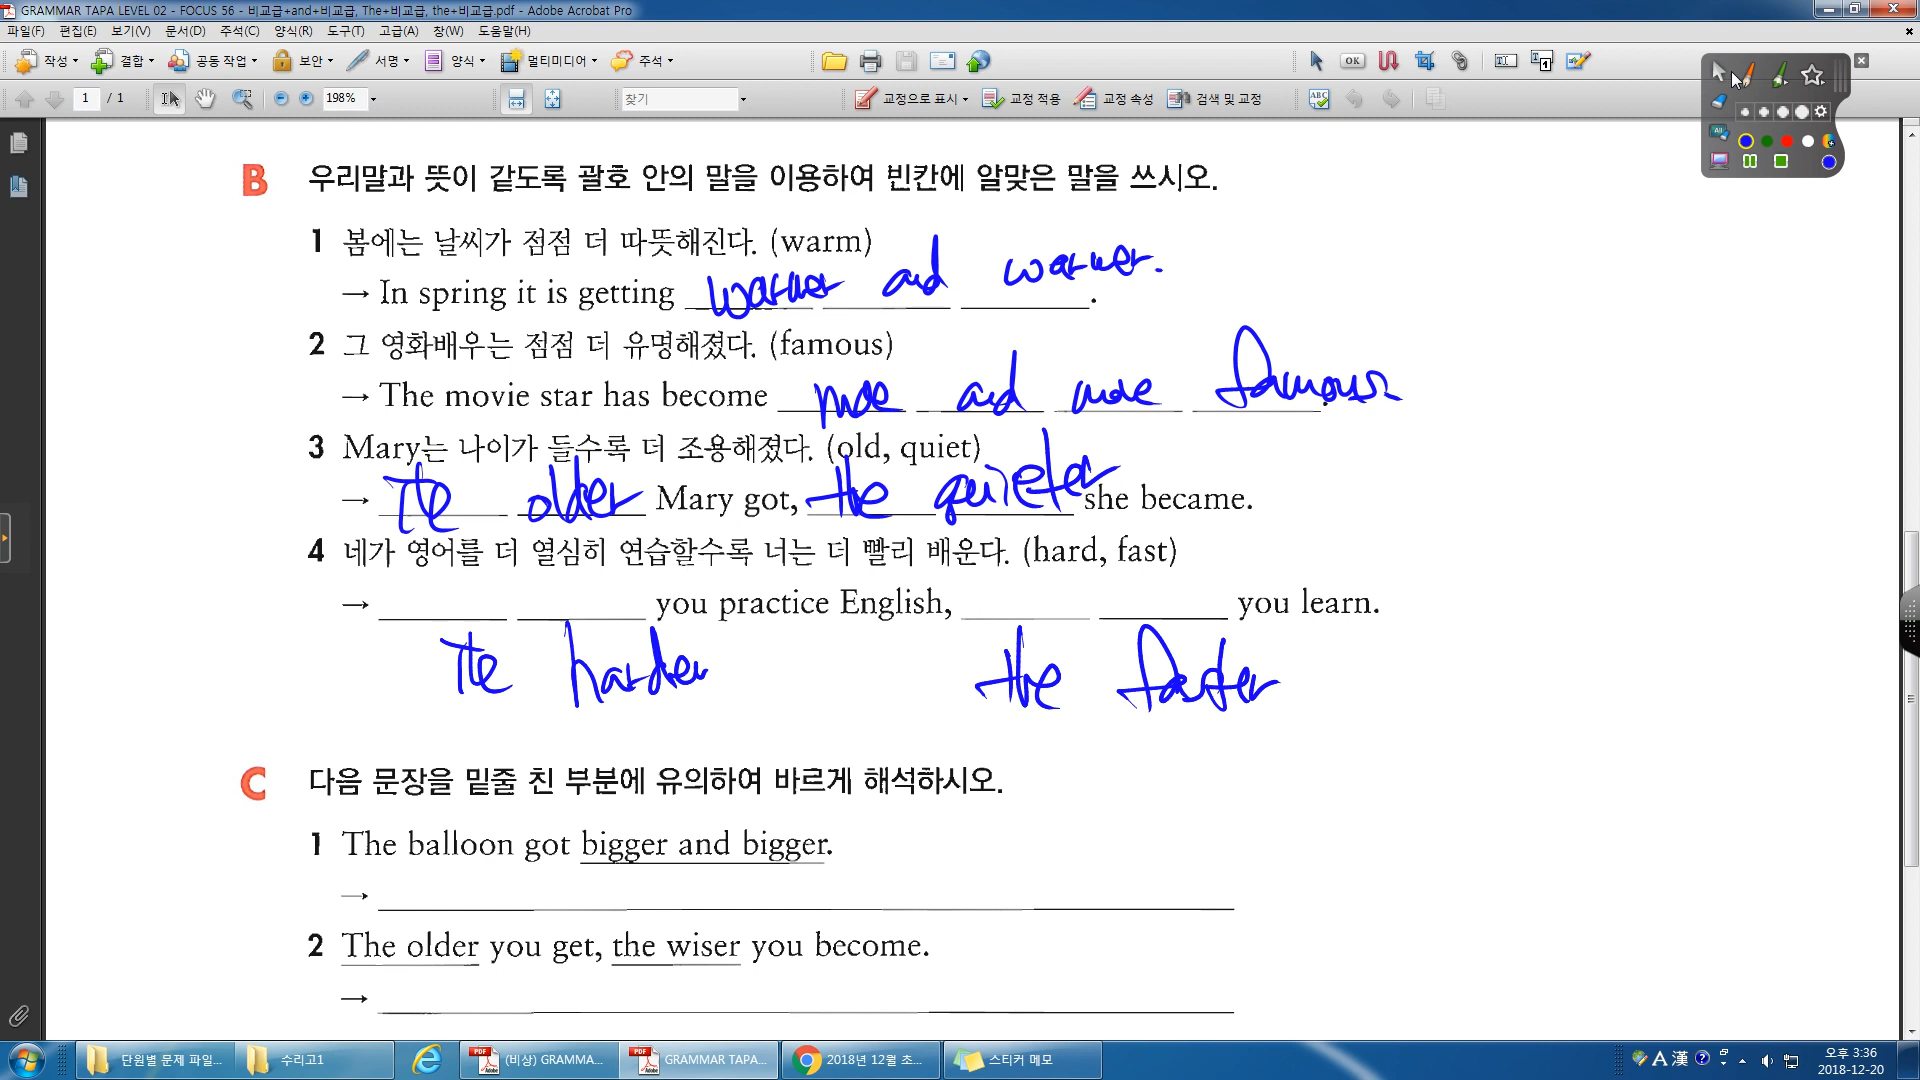 GRAMMAR TAPA LEVEL 02 - FOCUS 56 - 비교급+and+비교급, The+비교급, the+비교급.pdf - Adobe Acrobat Pro
파일(F) 편집(E) 보기(V) 문서(D) 주석(C) 양식(R) 도구(T) 고급(A) 창(W) 도움말(H)
작성 결합 공동 작업 보안 서명 양식 멀티미디어 주석 OK
1 / 1 198% 찾기 교정으로 표시 교정 적용 교정 속성 검색 및 교정 ABC
B 우리말과 뜻이 같도록 괄호 안의 말을 이용하여 빈칸에 알맞은 말을 쓰시오.
1 봄에는 날씨가 점점 더 따뜻해진다. (warm)
→ In spring it is getting warmer and warmer.
2 그 영화배우는 점점 더 유명해졌다. (famous)
→ The movie star has become more and more famous.
3 Mary는 나이가 들수록 더 조용해졌다. (old, quiet)
→ The older Mary got, the quieter she became.
4 네가 영어를 더 열심히 연습할수록 너는 더 빨리 배운다. (hard, fast)
→ you practice English, you learn.
The harder the faster
C 다음 문장을 밑줄 친 부분에 유의하여 바르게 해석하시오.
1 The balloon got bigger and bigger.
→
2 The older you get, the wiser you become.
→
단원별 문제 파일... 수리고1 (비상) GRAMMA... GRAMMAR TAPA... 2018년 12월 초... 스티커 메모 A 漢 오후 3:36
2018-12-20